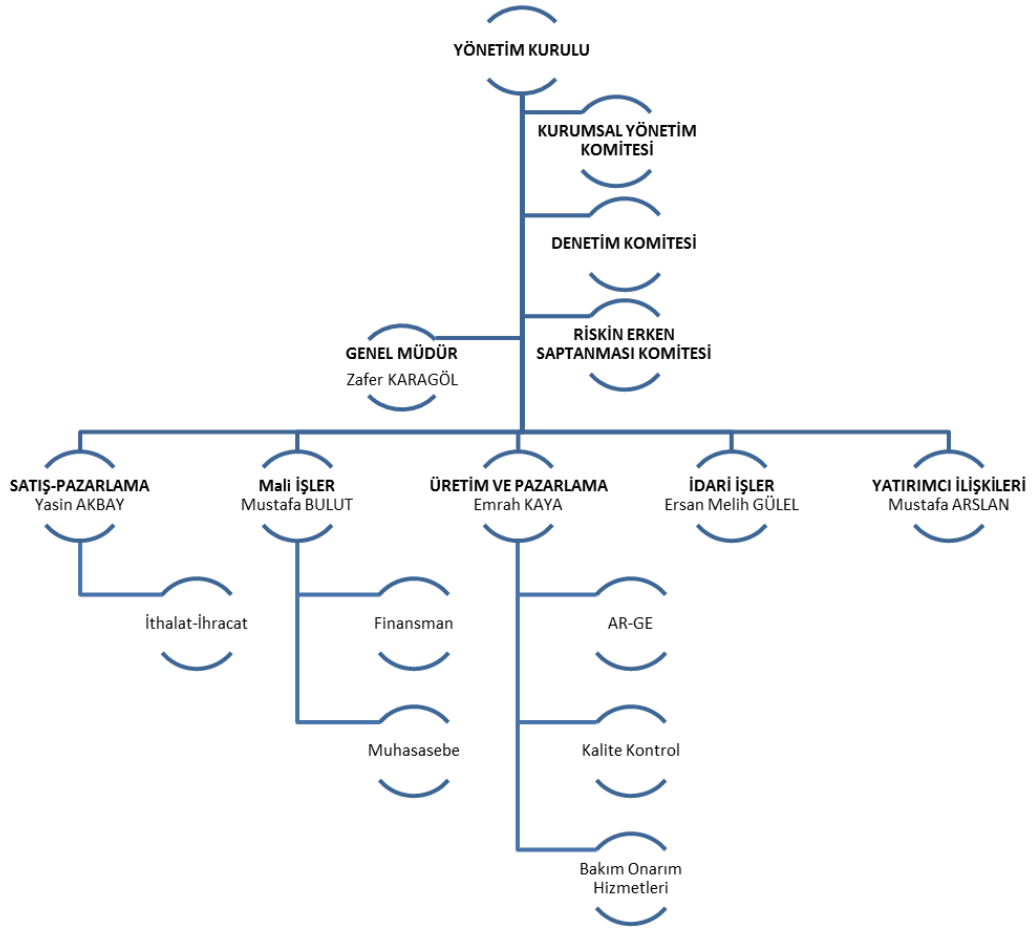 YÖNETİM KURULU
KURUMSAL YÖNETİM
KOMİTESİ
DENETİM KOMİTESİ
RİSKİN ERKEN
SAPTANMASI KOMİTESİ
GENEL MÜDÜR
Zafer KARAGÖL
SATIŞ-PAZARLAMA
Yasin AKBAY
Mali İŞLER
Mustafa BULUT
ÜRETİM VE PAZARLAMA
Emrah KAYA
İDARİ İŞLER
Ersan Melih GÜLEL
YATIRIMCI İLİŞKİLERİ
Mustafa ARSLAN
İthalat-İhracat
Finansman
AR-GE
Muhasasebe
Kalite Kontrol
Bakım Onarım
Hizmetleri